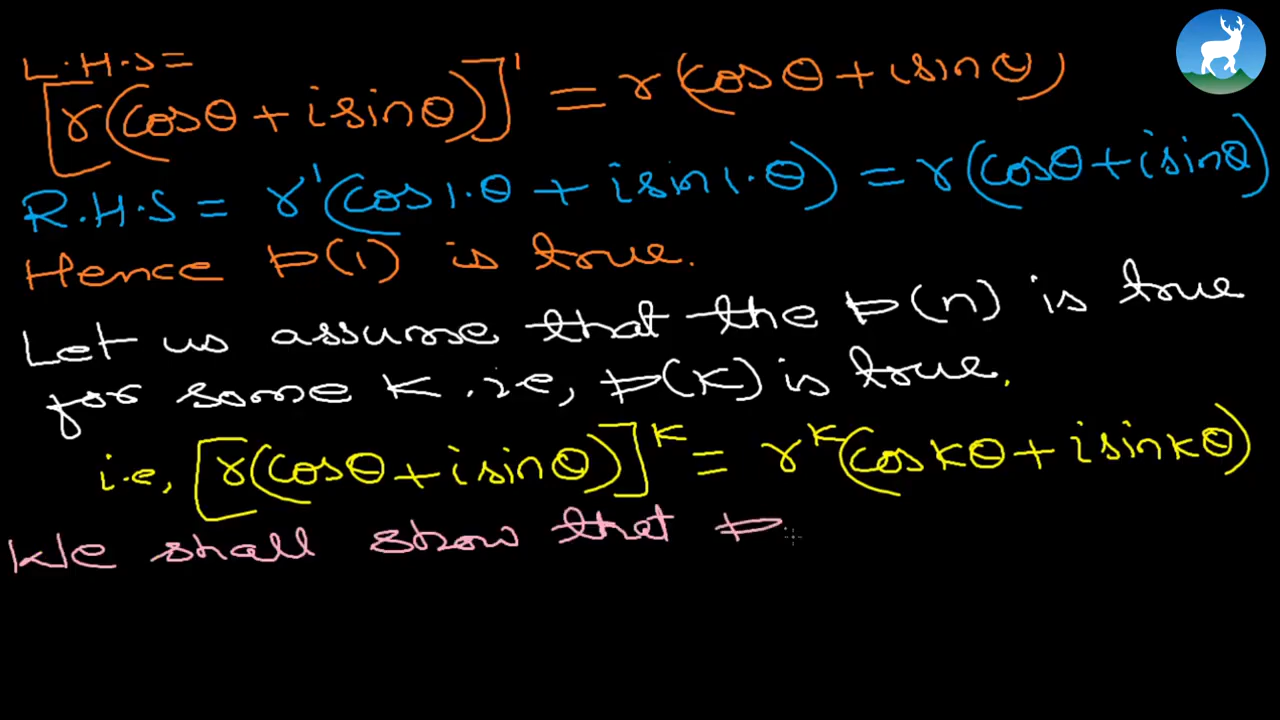 L.H.S=
[r(cosθ + isinθ)]¹ = r(cosθ + isinθ)
R.H.S = r¹(cos1.θ + isin1.θ) = r(cosθ + isinθ)
Hence P(1) is true.
Let us assume that the P(n) is true
for some K. ie, P(K) is true.
i.e, [r(cosθ + isinθ)]ᴷ = rᴷ(cosKθ + isinKθ)
We shall show that P